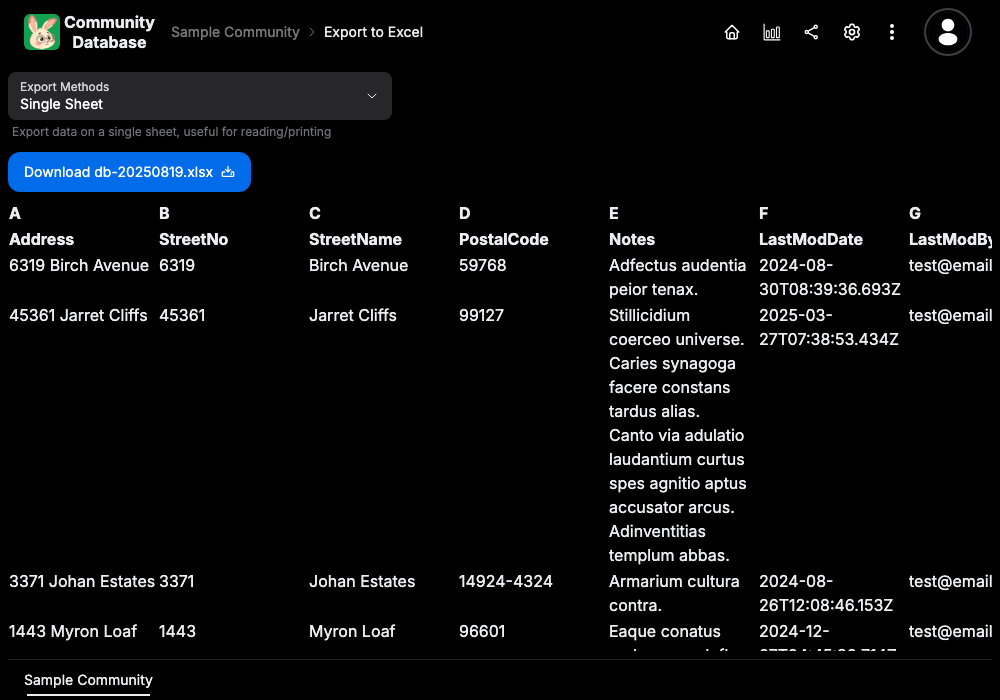 Community
Database
Sample Community > Export to Excel
Export Methods
Single Sheet
Export data on a single sheet, useful for reading/printing
Download db-20250819.xlsx
A B C D E F G
Address StreetNo StreetName PostalCode Notes LastModDate LastModBy
6319 Birch Avenue 6319 Birch Avenue 59768 Adfectus audentia 2024-08- test@email
peior tenax. 30T08:39:36.693Z
45361 Jarret Cliffs 45361 Jarret Cliffs 99127 Stillicidium 2025-03- test@email
coerceo universe. 27T07:38:53.434Z
Caries synagoga
facere constans
tardus alias.
Canto via adulatio
laudantium curtus
spes agnitio aptus
accusator arcus.
Adinventitias
templum abbas.
3371 Johan Estates 3371 Johan Estates 14924-4324 Armarium cultura 2024-08- test@email
contra. 26T12:08:46.153Z
1443 Myron Loaf 1443 Myron Loaf 96601 Eaque conatus 2024-12- test@email
Sample Community